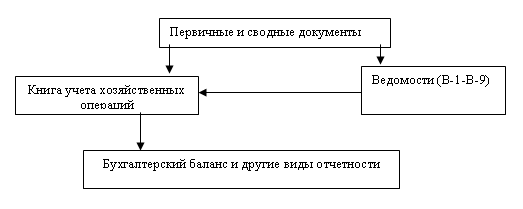 Первичные и сводные документы
Ведомости (В-1-В-9)
Книга учета хозяйственных
операций
Бухгалтерский баланс и другие виды отчетности